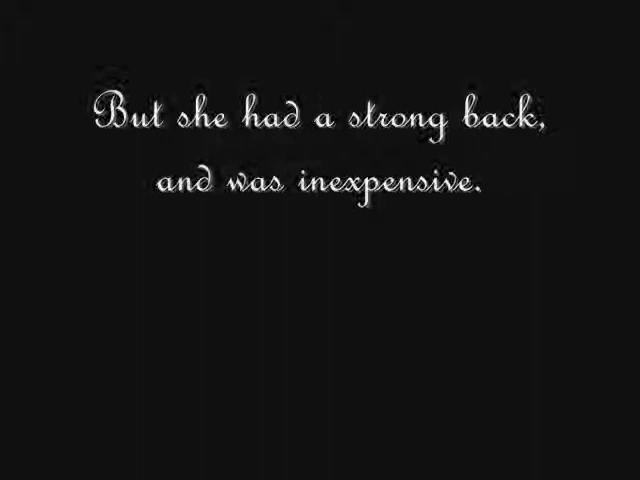 But she had a strong back,
and was inexpensive.